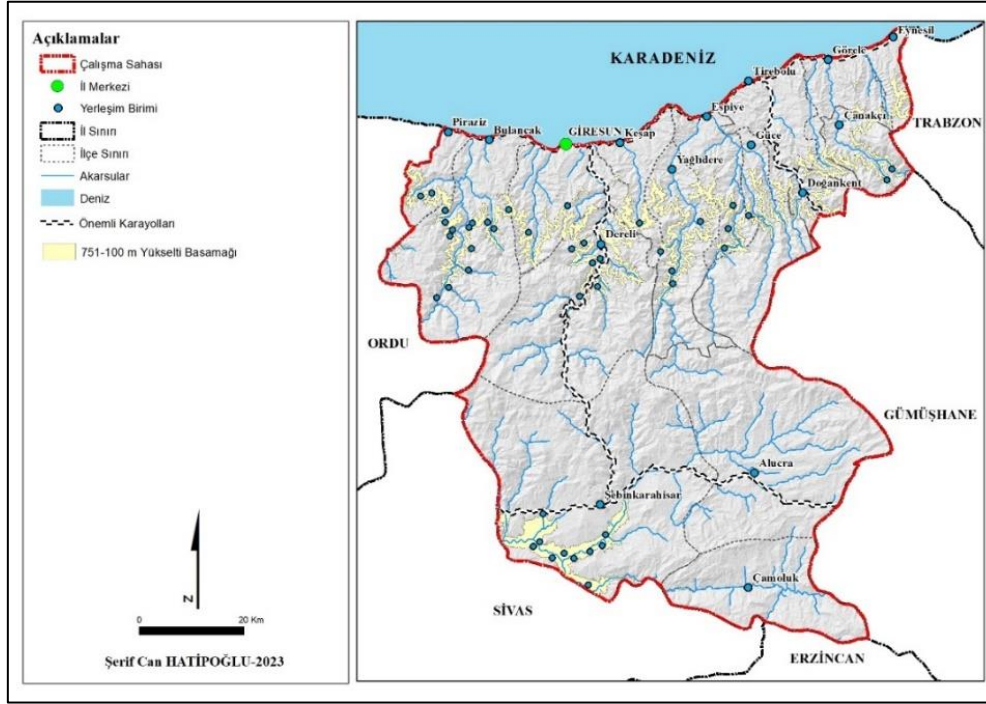 Açıklamalar
Çalışma Sahası
İl Merkezi
Yerleşim Birimi
İl Sınırı
İlçe Sınırı
Akarsular
Deniz
Önemli Karayolları
751-100 m Yükselti Basamağı
N
0 20 Km
Şerif Can HATİPOĞLU-2023
Eynesil
KARADENİZ
Görele
Tirebolu
Espiye
Çanakçı
TRABZON
Piraziz
Bulancak
GİRESUN
Keşap
Güce
Yağlıdere
Doğankent
Dereli
ORDU
GÜMÜŞHANE
Alucra
Şebinkarahisar
Çamoluk
SİVAS
ERZİNCAN